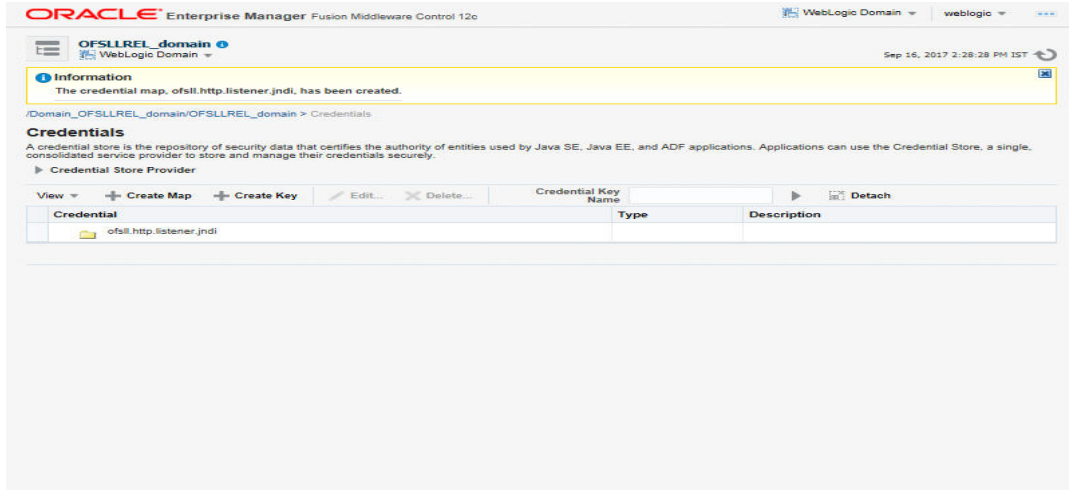 ORACLE Enterprise Manager Fusion Middleware Control 12c
WebLogic Domain
weblogic
OFSLLREL_domain
WebLogic Domain
Sep 16, 2017 2:28:28 PM IST
Information
The credential map, ofsll.http.listener.jndi, has been created.
/Domain_OFSLLREL_domain/OFSLLREL_domain > Credentials
Credentials
A credential store is the repository of security data that certifies the authority of entities used by Java SE, Java EE, and ADF applications. Applications can use the Credential Store, a single,
consolidated service provider to store and manage their credentials securely.
Credential Store Provider
View
Create Map
Create Key
Edit...
Delete...
Credential Key
Name
Detach
Credential
Type
Description
ofsll.http.listener.jndi